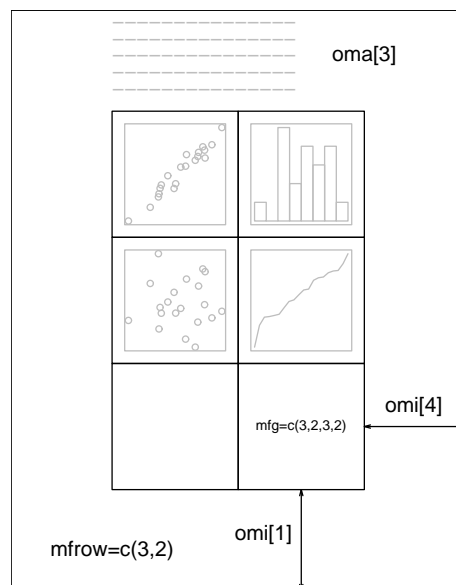 oma[3]
mfg=c(3,2,3,2)
omi[4]
omi[1]
mfrow=c(3,2)